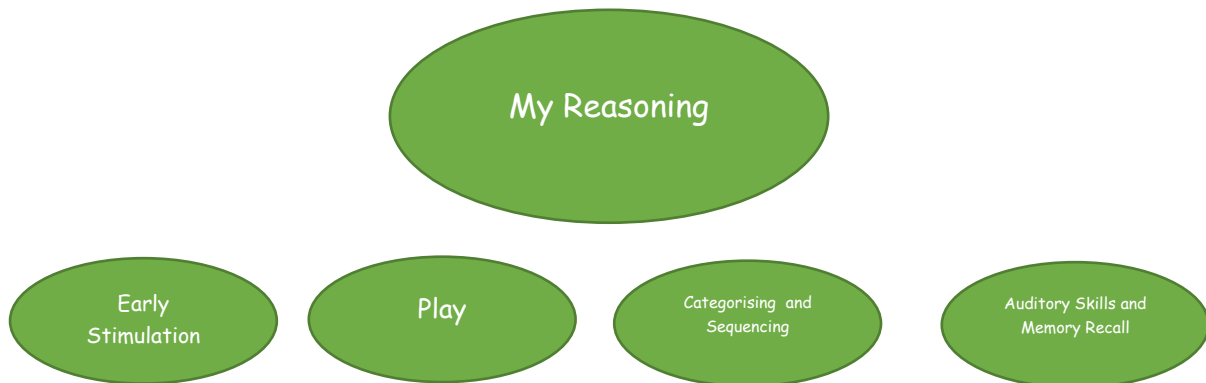 My Reasoning
Early
Stimulation
Play
Categorising and
Sequencing
Auditory Skills and
Memory Recall